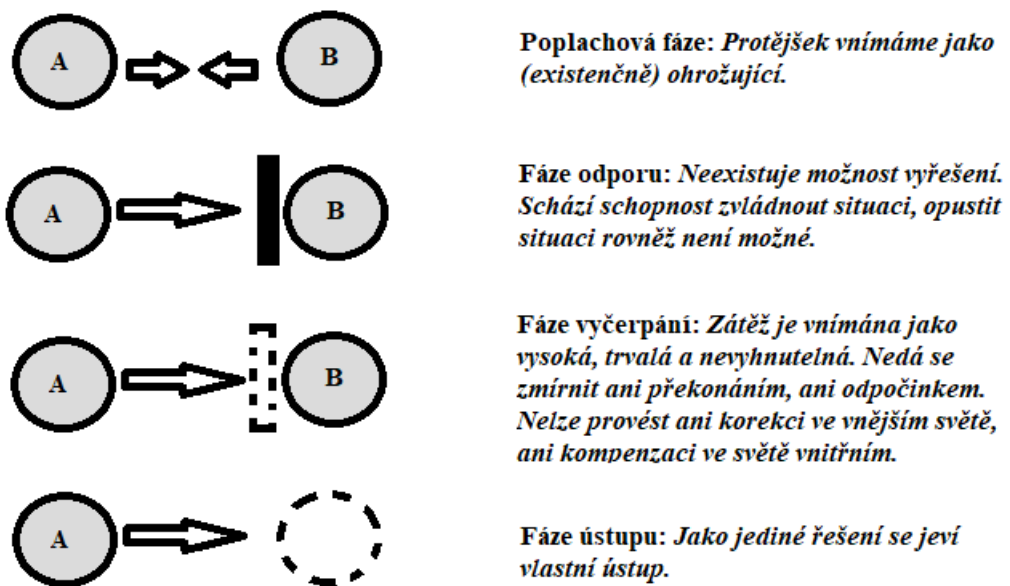 A
B
Poplachová fáze: Protějšek vnímáme jako
(existenčně) ohrožující.
A
B
Fáze odporu: Neexistuje možnost vyřešení.
Schází schopnost zvládnout situaci, opustit
situaci rovněž není možné.
A
B
Fáze vyčerpání: Zátěž je vnímána jako
vysoká, trvalá a nevyhnutelná. Nedá se
zmírnit ani překonáním, ani odpočinkem.
Nelze provést ani korekci ve vnějším světě,
ani kompenzaci ve světě vnitřním.
A
Fáze ústupu: Jako jediné řešení se jeví
vlastní ústup.